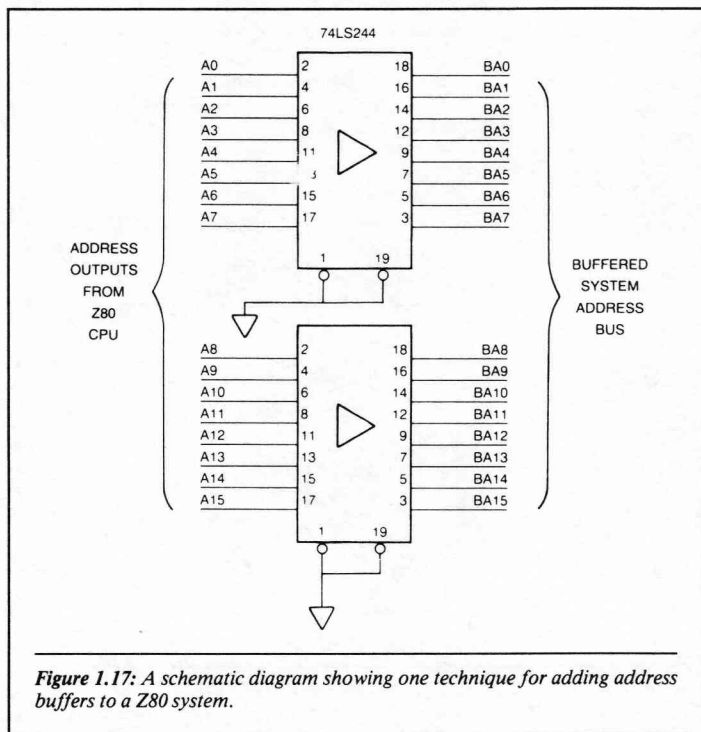 74LS244
A0 2 18 BA0
A1 4 16 BA1
A2 6 14 BA2
A3 8 12 BA3
A4 11 9 BA4
A5 3 7 BA5
A6 15 5 BA6
A7 17 3 BA7
1 19
ADDRESS
OUTPUTS
FROM
Z80
CPU
BUFFERED
SYSTEM
ADDRESS
BUS
A8 2 18 BA8
A9 4 16 BA9
A10 6 14 BA10
A11 8 12 BA11
A12 11 9 BA12
A13 13 7 BA13
A14 15 5 BA14
A15 17 3 BA15
1 19
Figure 1.17: A schematic diagram showing one technique for adding address
buffers to a Z80 system.